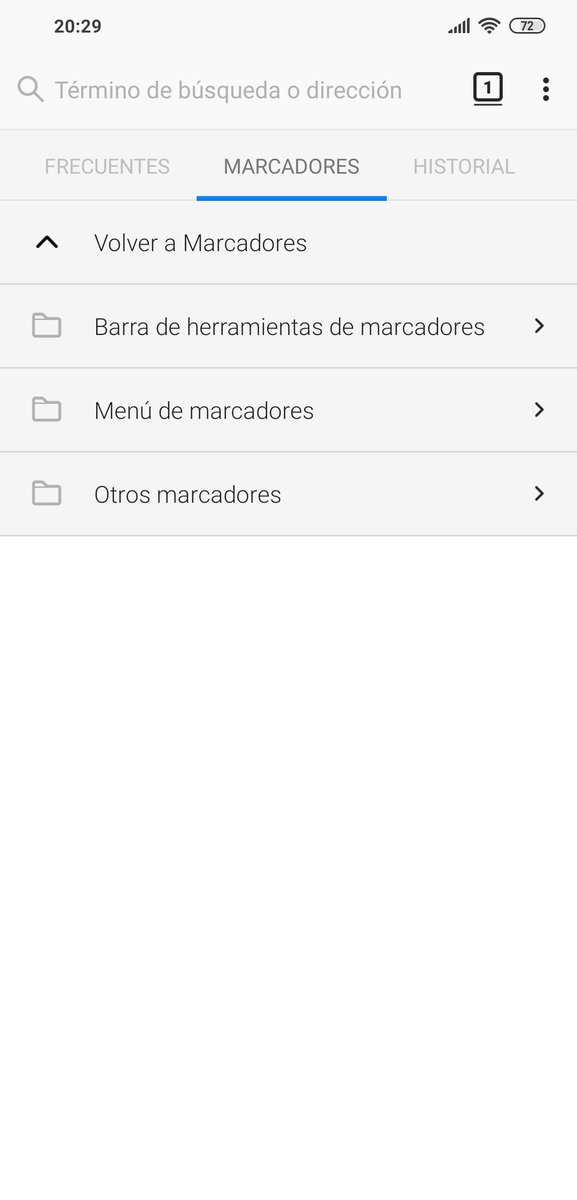 20:29
72
Término de búsqueda o dirección
1
FRECUENTES
MARCADORES
HISTORIAL
Volver a Marcadores
Barra de herramientas de marcadores
Menú de marcadores
Otros marcadores